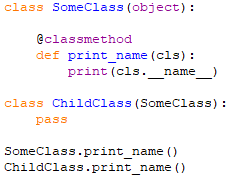 class SomeClass(object):
    @classmethod
    def print_name(cls):
        print(cls.__name__)
class ChildClass(SomeClass):
    pass
SomeClass.print_name()
ChildClass.print_name()